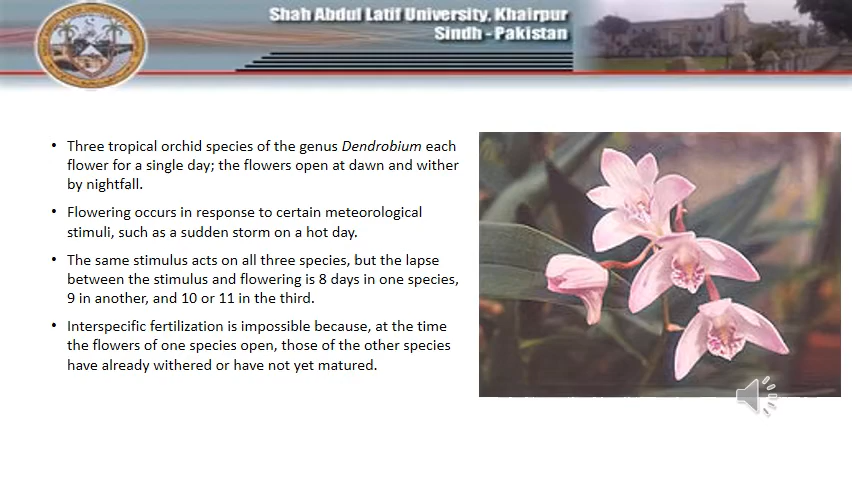 Shah Abdul Latif University, Khairpur
Sindh - Pakistan
• Three tropical orchid species of the genus Dendrobium each
flower for a single day; the flowers open at dawn and wither
by nightfall.
• Flowering occurs in response to certain meteorological
stimuli, such as a sudden storm on a hot day.
• The same stimulus acts on all three species, but the lapse
between the stimulus and flowering is 8 days in one species,
9 in another, and 10 or 11 in the third.
• Interspecific fertilization is impossible because, at the time
the flowers of one species open, those of the other species
have already withered or have not yet matured.